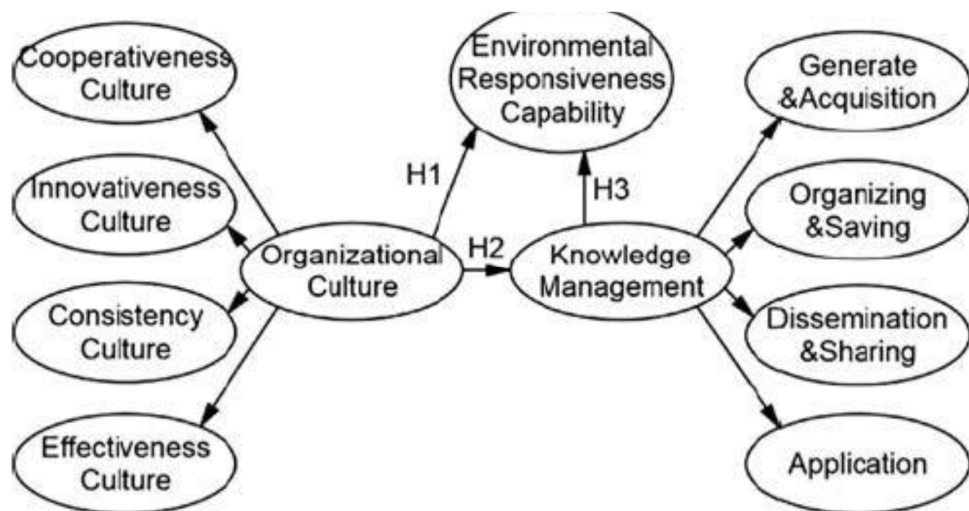 Cooperativeness
Culture
Innovativeness
Culture
Consistency
Culture
Effectiveness
Culture
Organizational
Culture
H1
H2
H3
Environmental
Responsiveness
Capability
Knowledge
Management
Generate
&Acquisition
Organizing
&Saving
Dissemination
&Sharing
Application